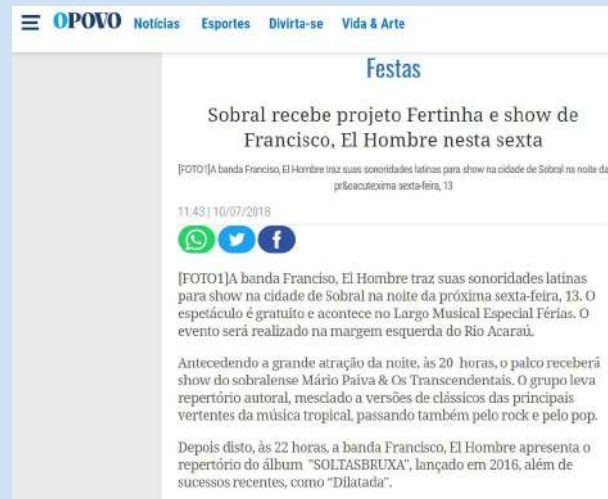 OPOVO Notícias Esportes Divirta-se Vida & Arte
Festas
Sobral recebe projeto Fertinha e show de
Francisco, El Hombre nesta sexta
[FOTO1]A banda Franciso, El Hombre traz suas sonoridades latinas para show na cidade de Sobral na noite da
pr&oacute;xima sexta-feira, 13
11:43 | 10/07/2018
[FOTO1]A banda Franciso, El Hombre traz suas sonoridades latinas
para show na cidade de Sobral na noite da próxima sexta-feira, 13. O
espetáculo é gratuito e acontece no Largo Musical Especial Férias. O
evento será realizado na margem esquerda do Rio Acaraú.
Antecedendo a grande atração da noite, às 20 horas, o palco receberá
show do sobralense Mário Paiva & Os Transcendentais. O grupo leva
repertório autoral, mesclado a versões de clássicos das principais
vertentes da música tropical, passando também pelo rock e pelo pop.
Depois disto, às 22 horas, a banda Francisco, El Hombre apresenta o
repertório do álbum "SOLTASBRUXA", lançado em 2016, além de
sucessos recentes, como "Dilatada".